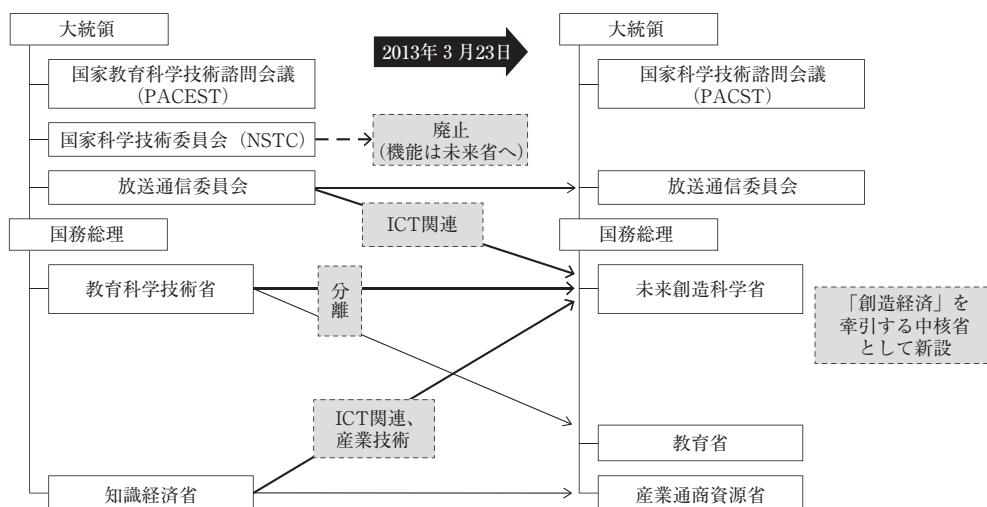 大統領
2013年3月23日
大統領
国家教育科学技術諮問会議
(PACEST)
国家科学技術諮問会議
(PACST)
国家科学技術委員会（NSTC）
廃止
(機能は未来省へ)
放送通信委員会
放送通信委員会
ICT関連
国務総理
国務総理
教育科学技術省
分離
未来創造科学省
「創造経済」を
牽引する中核省
として新設
ICT関連、
産業技術
教育省
知識経済省
産業通商資源省